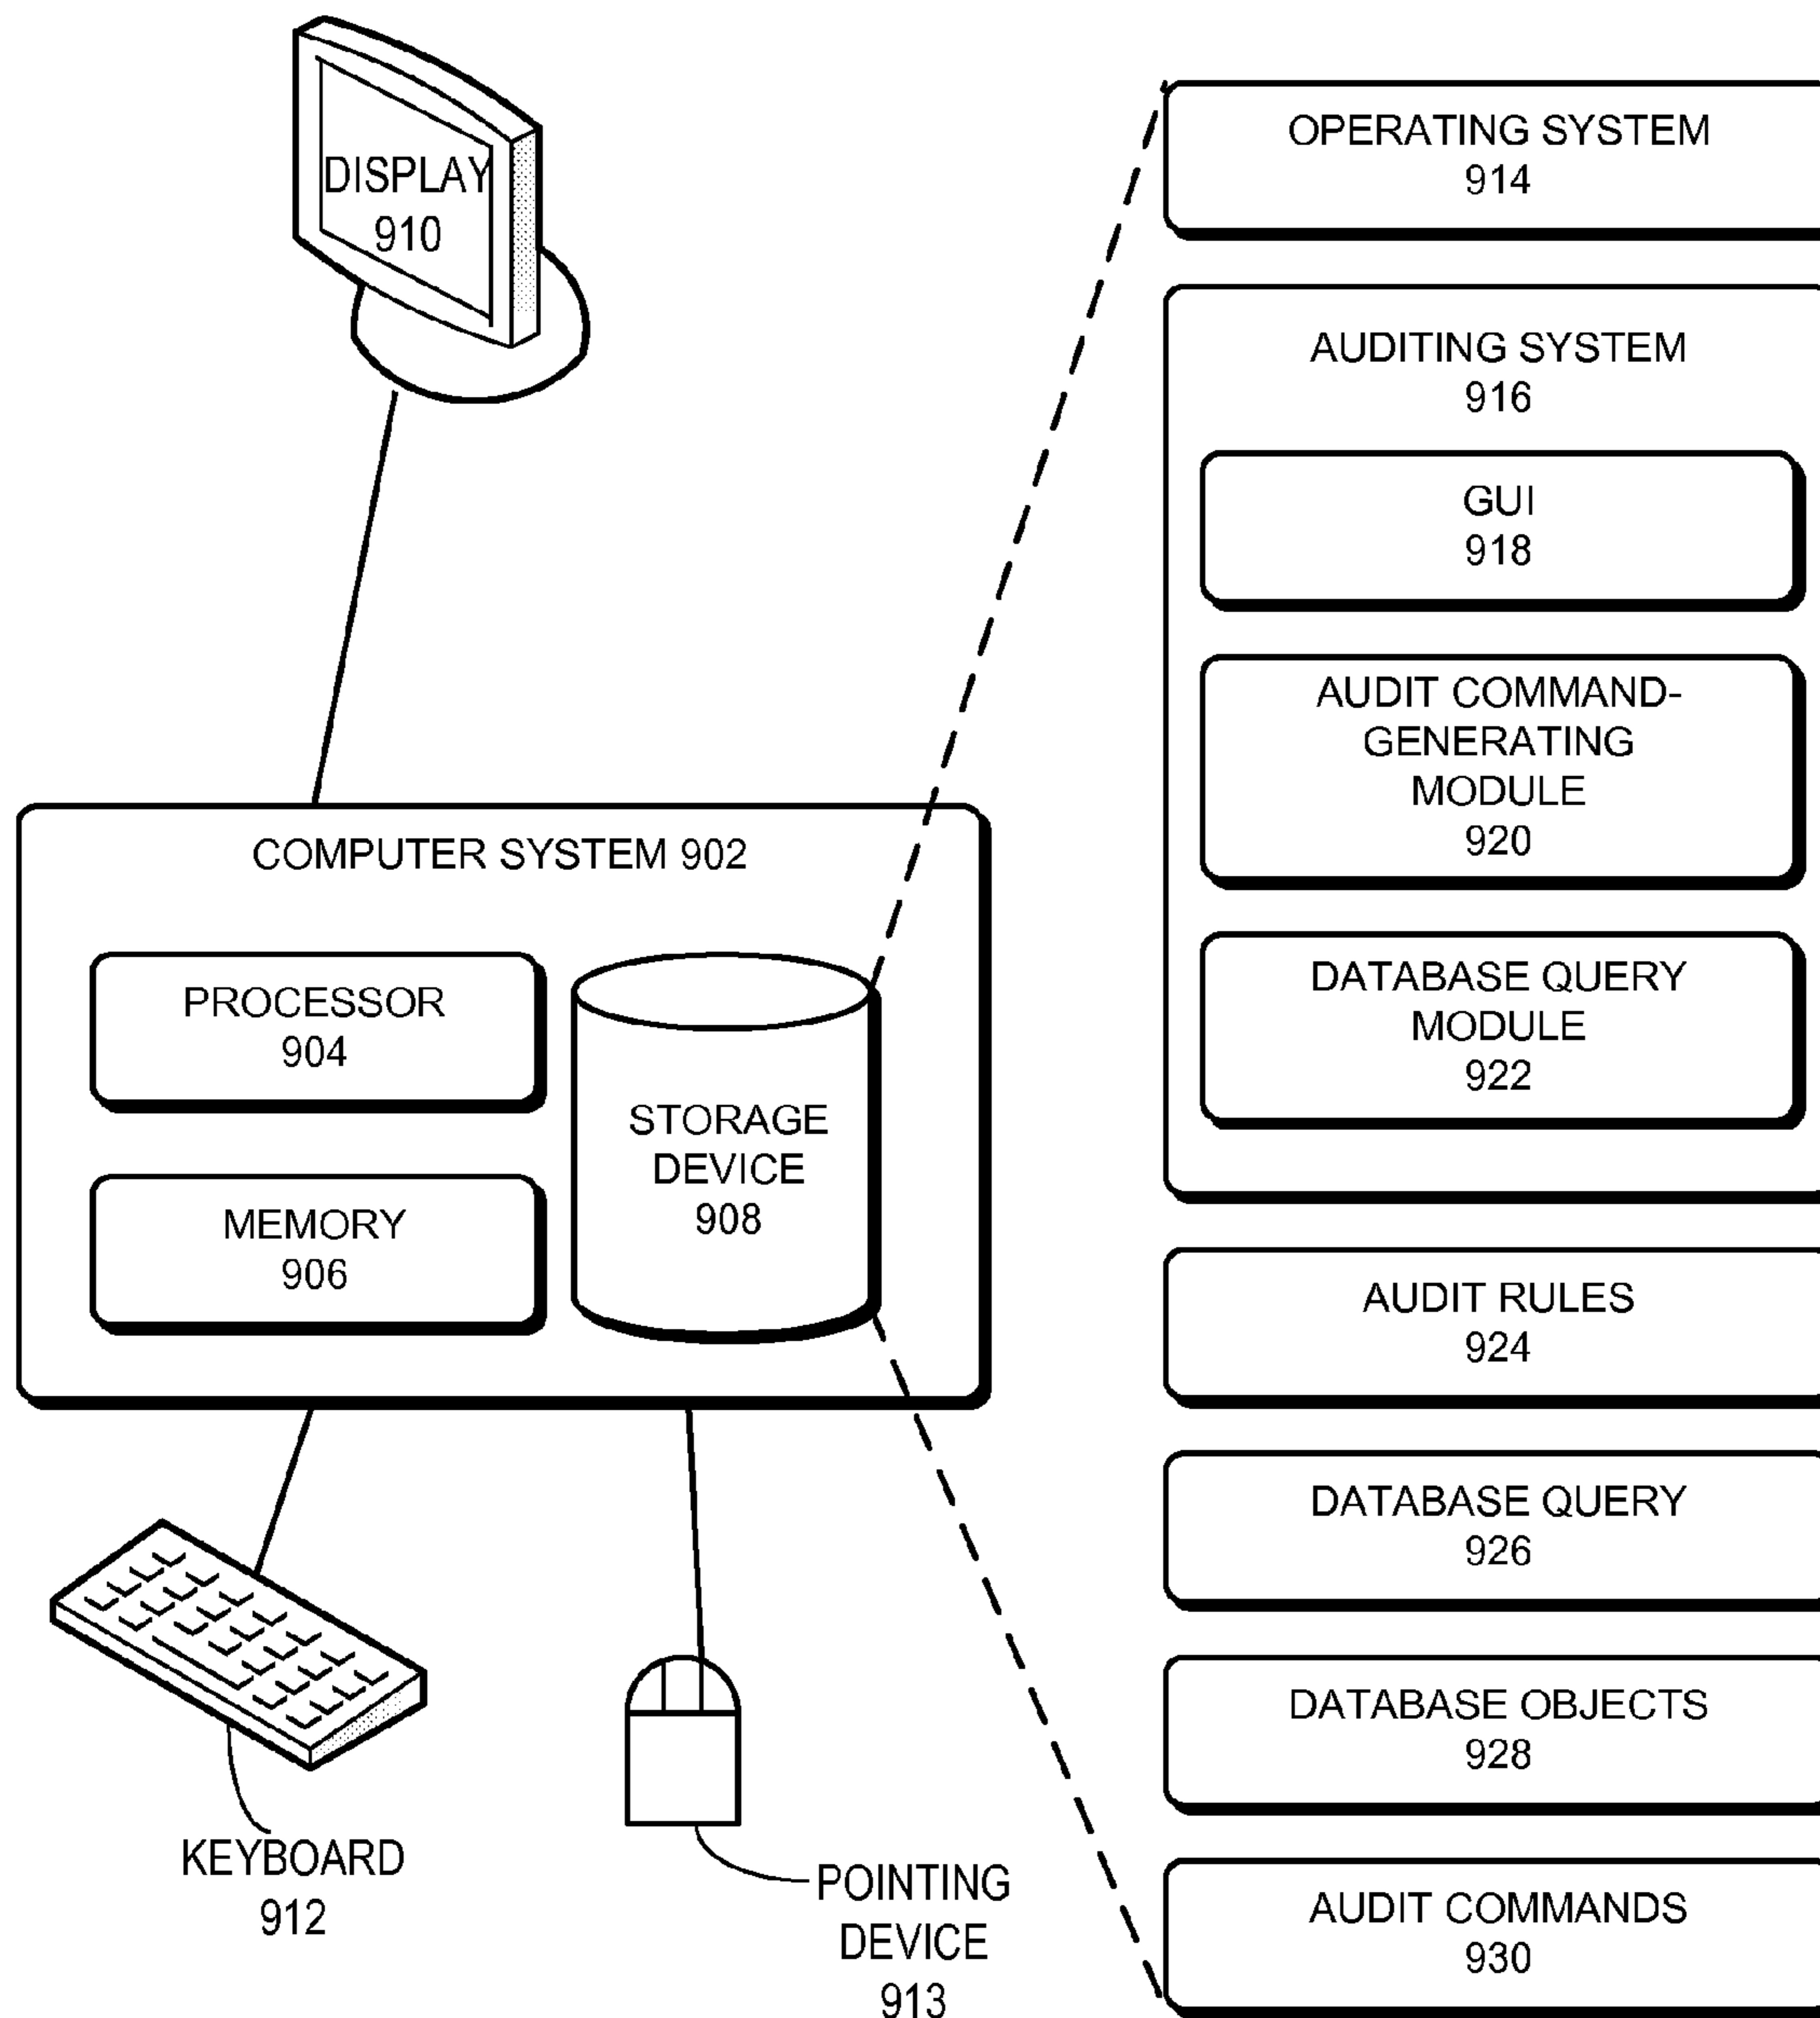 DISPLAY
910
COMPUTER SYSTEM 902
PROCESSOR
904
MEMORY
906
STORAGE
DEVICE
908
KEYBOARD
912
POINTING
DEVICE
913
OPERATING SYSTEM
914
AUDITING SYSTEM
916
GUI
918
AUDIT COMMAND-
GENERATING
MODULE
920
DATABASE QUERY
MODULE
922
AUDIT RULES
924
DATABASE QUERY
926
DATABASE OBJECTS
928
AUDIT COMMANDS
930